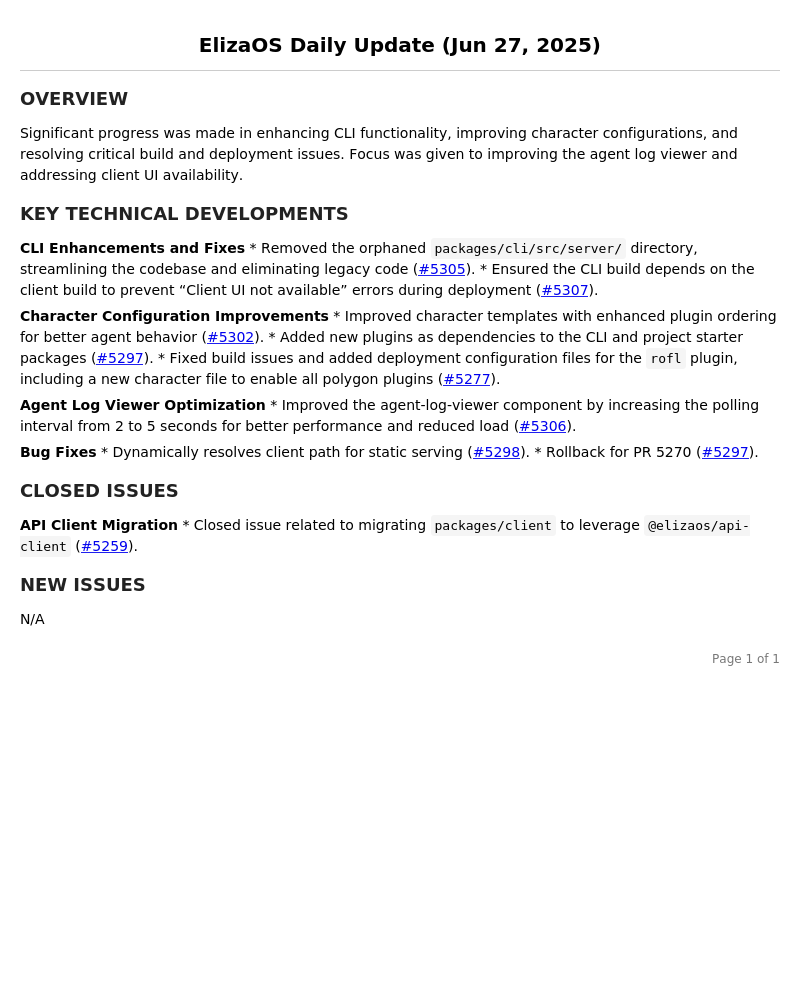 ElizaOS Daily Update (Jun 27, 2025)
OVERVIEW
Significant progress was made in enhancing CLI functionality, improving character configurations, and
resolving critical build and deployment issues. Focus was given to improving the agent log viewer and
addressing client UI availability.
KEY TECHNICAL DEVELOPMENTS
CLI Enhancements and Fixes * Removed the orphaned packages/cli/src/server/ directory,
streamlining the codebase and eliminating legacy code (#5305). * Ensured the CLI build depends on the
client build to prevent “Client UI not available” errors during deployment (#5307).
Character Configuration Improvements * Improved character templates with enhanced plugin ordering
for better agent behavior (#5302). * Added new plugins as dependencies to the CLI and project starter
packages (#5297). * Fixed build issues and added deployment configuration files for the rofl plugin,
including a new character file to enable all polygon plugins (#5277).
Agent Log Viewer Optimization * Improved the agent-log-viewer component by increasing the polling
interval from 2 to 5 seconds for better performance and reduced load (#5306).
Bug Fixes * Dynamically resolves client path for static serving (#5298). * Rollback for PR 5270 (#5297).
CLOSED ISSUES
API Client Migration * Closed issue related to migrating packages/client to leverage @elizaos/api-
client (#5259).
NEW ISSUES
N/A
Page 1 of 1